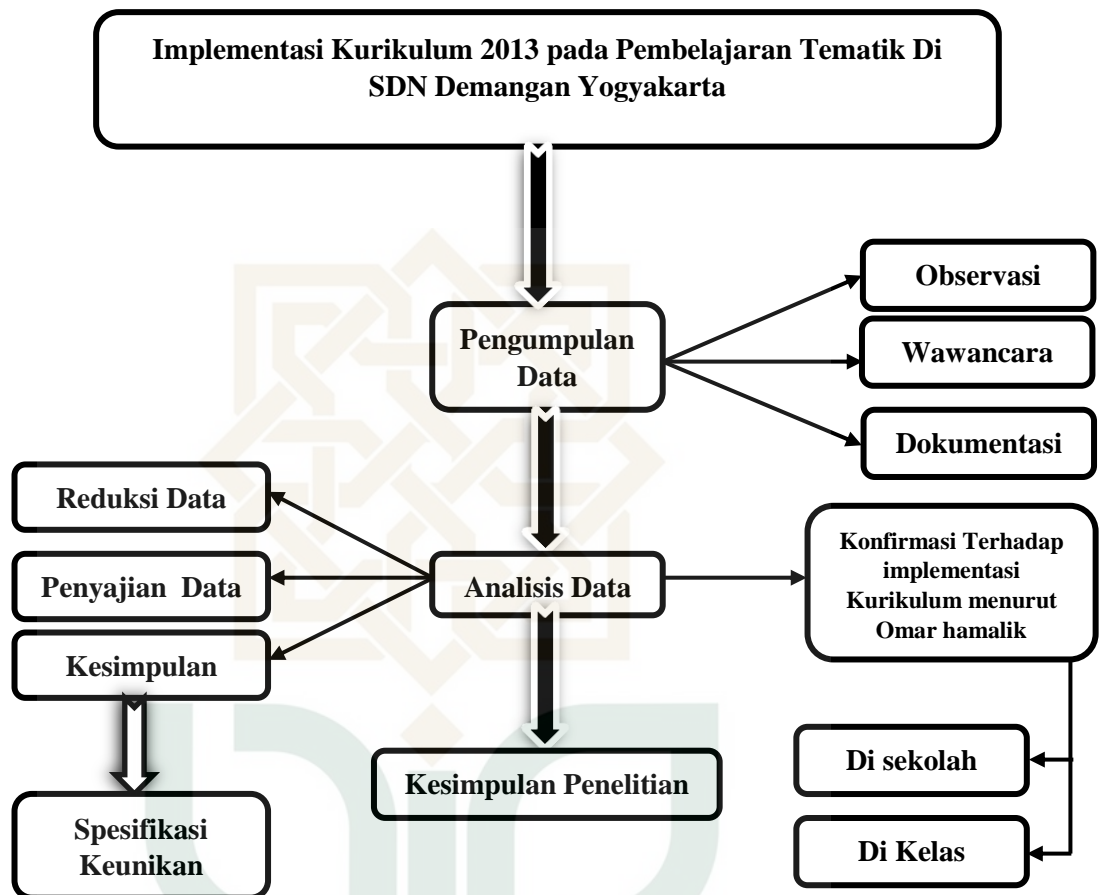 Implementasi Kurikulum 2013 pada Pembelajaran Tematik Di
SDN Demangan Yogyakarta
Pengumpulan
Data
Observasi
Wawancara
Dokumentasi
Reduksi Data
Penyajian Data
Kesimpulan
Analisis Data
Konfirmasi Terhadap
implementasi
Kurikulum menurut
Omar hamalik
Kesimpulan Penelitian
Di sekolah
Di Kelas
Spesifikasi
Keunikan